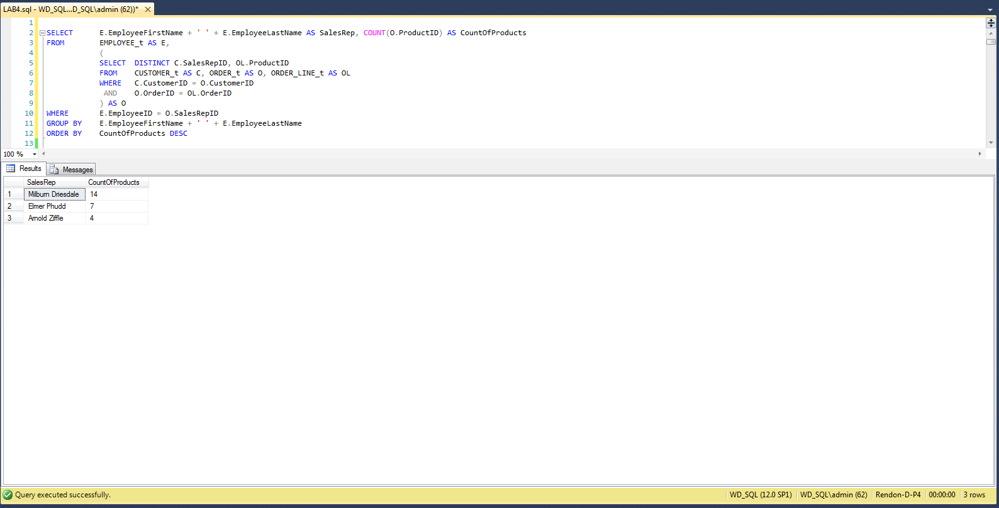 LAB4.sql - WD_SQL...D_SQL\admin (62))*
1
2 SELECT E.EmployeeFirstName + ' ' + E.EmployeeLastName AS SalesRep, COUNT(O.ProductID) AS CountOfProducts
3 FROM EMPLOYEE_t AS E,
4 (
5 SELECT DISTINCT C.SalesRepID, OL.ProductID
6 FROM CUSTOMER_t AS C, ORDER_t AS O, ORDER_LINE_t AS OL
7 WHERE C.CustomerID = O.CustomerID
8 AND O.OrderID = OL.OrderID
9 ) AS O
10 WHERE E.EmployeeID = O.SalesRepID
11 GROUP BY E.EmployeeFirstName + ' ' + E.EmployeeLastName
12 ORDER BY CountOfProducts DESC
13
100 %
Results Messages
SalesRep CountOfProducts
1 Milburn Driesdale 14
2 Elmer Phudd 7
3 Arnold Ziffle 4
Query executed successfully. WD_SQL (12.0 SP1) WD_SQL\admin (62) Rendon-D-P4 00:00:00 3 rows